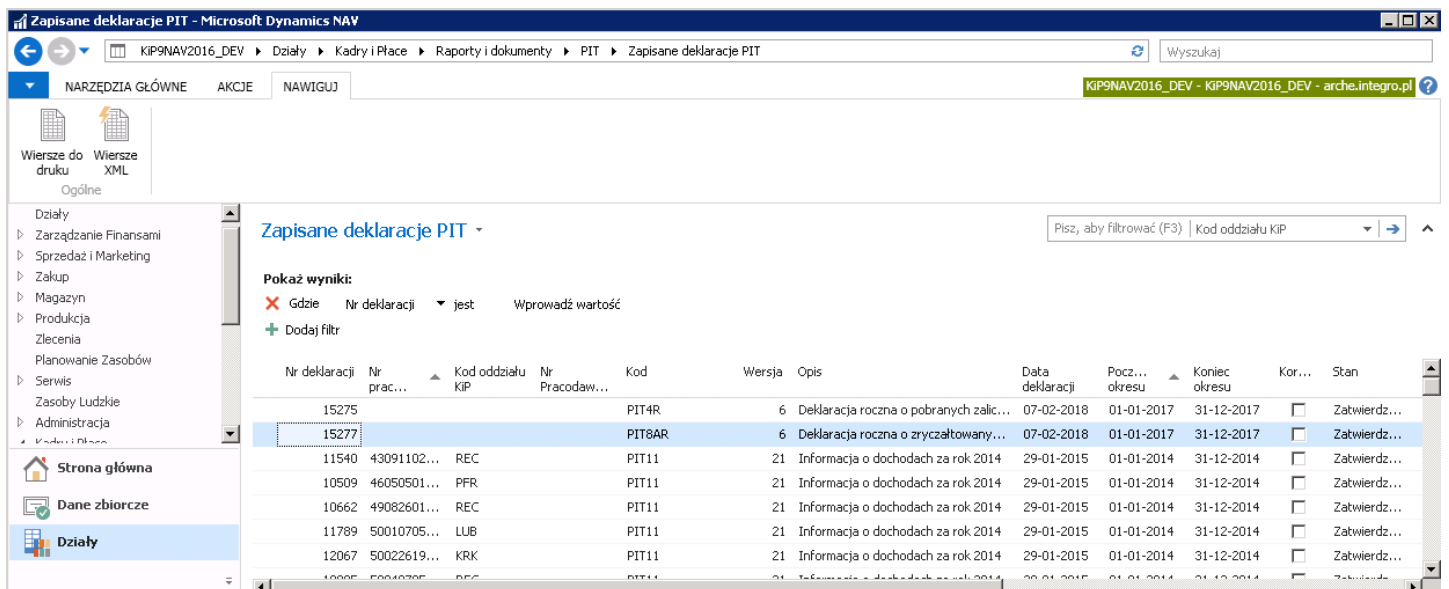 Zapisane deklaracje PIT - Microsoft Dynamics NAV
KiP9NAV2016_DEV Działy Kadry i Płace Raporty i dokumenty PIT Zapisane deklaracje PIT Wyszukaj
NARZĘDZIA GŁÓWNE AKCJE NAWIGUJ KiP9NAV2016_DEV - KiP9NAV2016_DEV - arche.integro.pl
Wiersze do druku Wiersze XML
Ogólne
Działy
Zarządzanie Finansami
Sprzedaż i Marketing
Zakup
Magazyn
Produkcja
Zlecenia
Planowanie Zasobów
Serwis
Zasoby Ludzkie
Administracja
Kadry i Płace
Strona główna
Dane zbiorcze
Działy
Zapisane deklaracje PIT Pisz, aby filtrować (F3) Kod oddziału KiP
Pokaż wyniki:
Gdzie Nr deklaracji jest Wprowadź wartość
Dodaj filtr
Nr deklaracji Nr prac... Kod oddziału KiP Nr Pracodaw... Kod Wersja Opis Data deklaracji Pocz... okresu Koniec okresu Kor... Stan
15275 PIT4R 6 Deklaracja roczna o pobranych zalic... 07-02-2018 01-01-2017 31-12-2017 Zatwierdz...
15277 PIT8AR 6 Deklaracja roczna o zryczałtowany... 07-02-2018 01-01-2017 31-12-2017 Zatwierdz...
11540 43091102... REC PIT11 21 Informacja o dochodach za rok 2014 29-01-2015 01-01-2014 31-12-2014 Zatwierdz...
10509 46050501... PFR PIT11 21 Informacja o dochodach za rok 2014 29-01-2015 01-01-2014 31-12-2014 Zatwierdz...
10662 49082601... REC PIT11 21 Informacja o dochodach za rok 2014 29-01-2015 01-01-2014 31-12-2014 Zatwierdz...
11789 50010705... LUB PIT11 21 Informacja o dochodach za rok 2014 29-01-2015 01-01-2014 31-12-2014 Zatwierdz...
12067 50022619... KRK PIT11 21 Informacja o dochodach za rok 2014 29-01-2015 01-01-2014 31-12-2014 Zatwierdz...